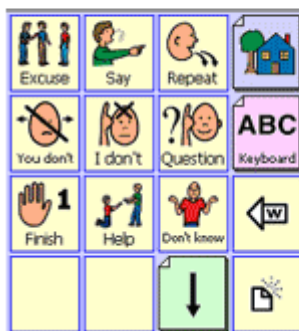 Excuse
Say
Repeat
You don't
I don't
?
Question
ABC
Keyboard
1
Finish
Help
Don't know
W